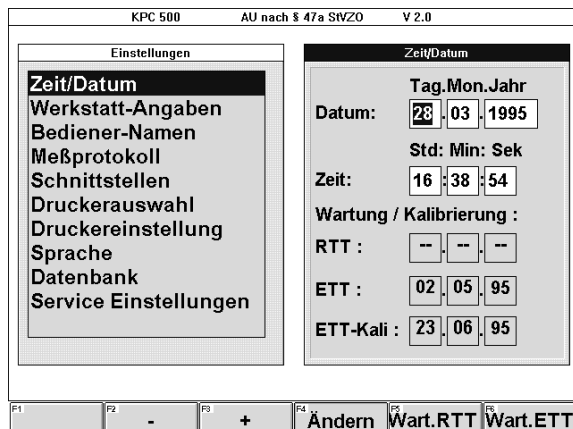 KPC 500 AU nach § 47a StVZO V 2.0
Einstellungen
Zeit/Datum
Werkstatt-Angaben
Bediener-Namen
Meßprotokoll
Schnittstellen
Druckerauswahl
Druckereinstellung
Sprache
Datenbank
Service Einstellungen
Zeit/Datum
Tag.Mon.Jahr
Datum: 28 . 03 . 1995
Std: Min: Sek
Zeit: 16 : 38 : 54
Wartung / Kalibrierung :
RTT : -- . -- . --
ETT : 02 . 05 . 95
ETT-Kali : 23 . 06 . 95
F1 F2 - F3 + F4 Ändern F5 Wart.RTT F6 Wart.ETT